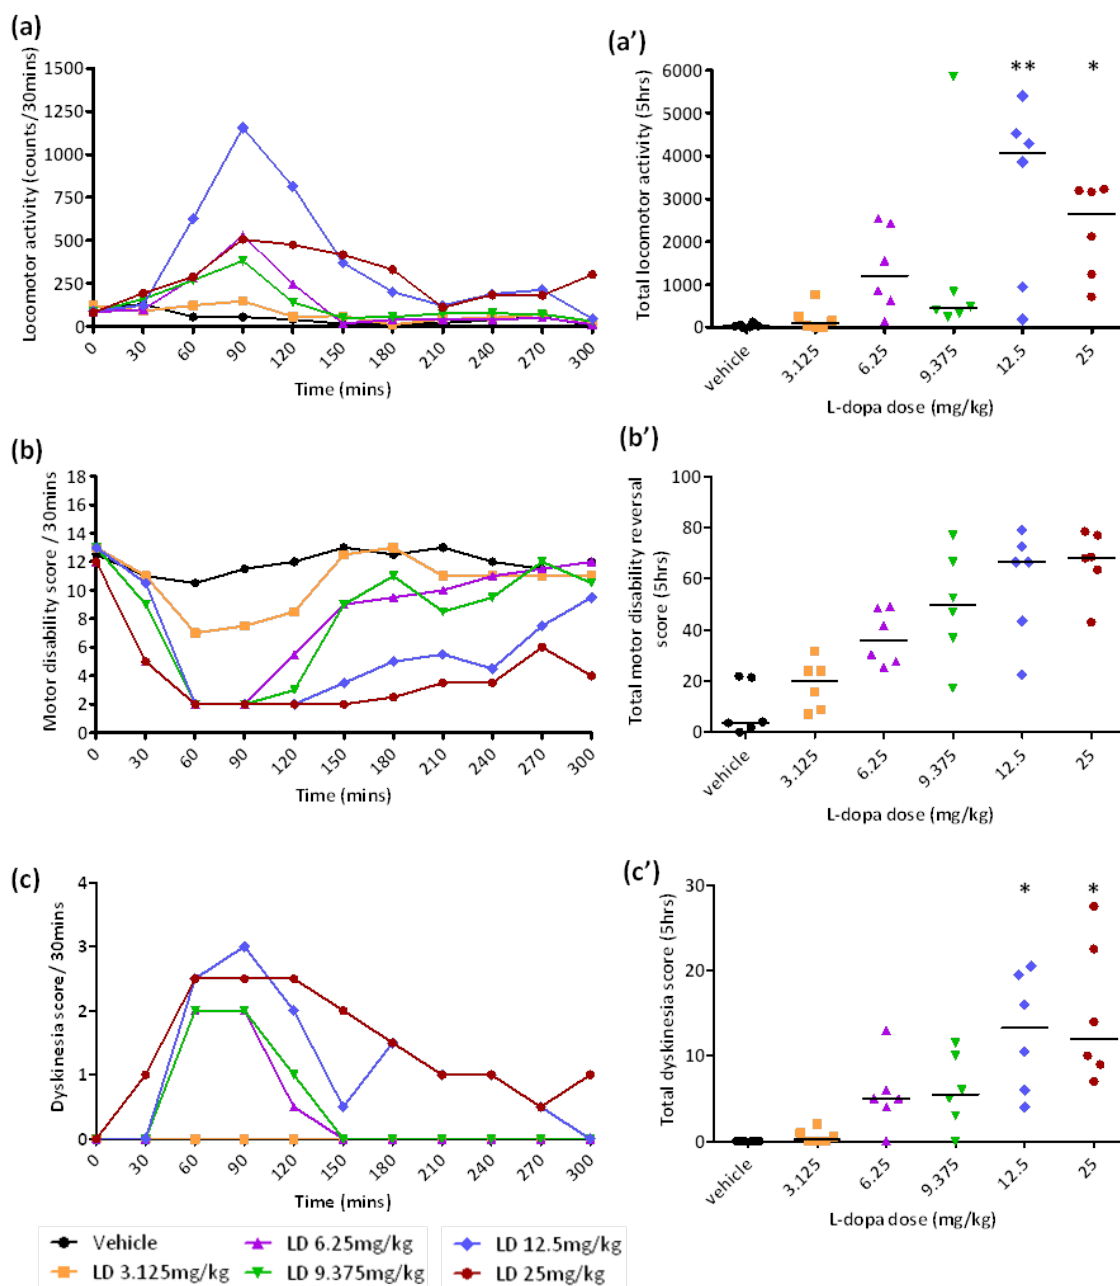 (a)
Locomotor activity (counts/30mins)
1500
1250
1000
750
500
250
0
0 30 60 90 120 150 180 210 240 270 300
Time (mins)
(a’)
Total locomotor activity (5hrs)
6000
5000
4000
3000
2000
1000
0
** *
vehicle 3.125 6.25 9.375 12.5 25
L-dopa dose (mg/kg)
(b)
Motor disability score / 30mins
18
16
14
12
10
8
6
4
2
0
0 30 60 90 120 150 180 210 240 270 300
Time (mins)
(b’)
Total motor disability reversal
score (5hrs)
100
80
60
40
20
0
vehicle 3.125 6.25 9.375 12.5 25
L-dopa dose (mg/kg)
(c)
Dyskinesia score/ 30mins
4
3
2
1
0
0 30 60 90 120 150 180 210 240 270 300
Time (mins)
(c’)
Total dyskinesia score (5hrs)
30
20
10
0
* *
vehicle 3.125 6.25 9.375 12.5 25
L-dopa dose (mg/kg)
Vehicle LD 6.25mg/kg LD 12.5mg/kg
LD 3.125mg/kg LD 9.375mg/kg LD 25mg/kg